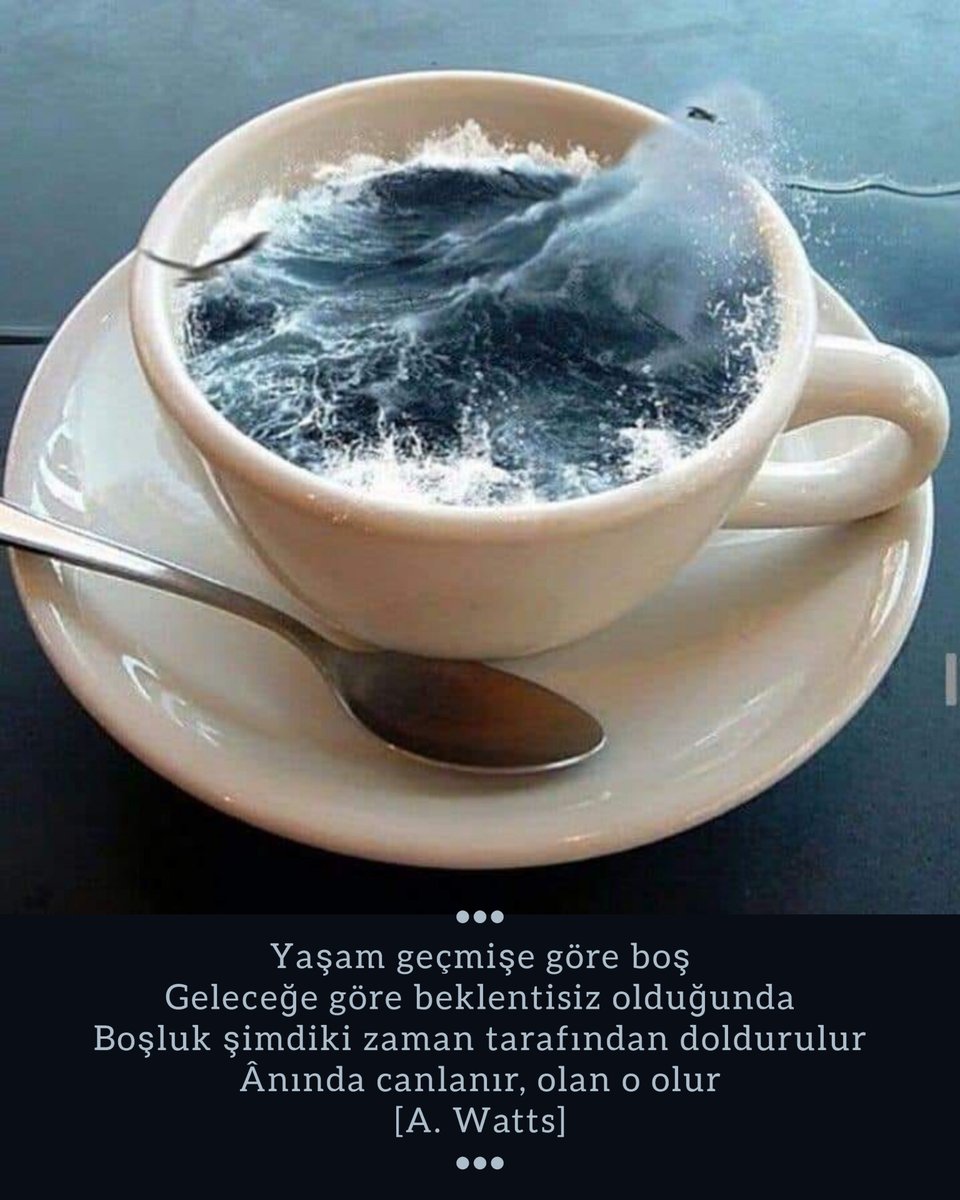 Yaşam geçmişe göre boş
Geleceğe göre beklentisiz olduğunda
Boşluk şimdiki zaman tarafından doldurulur
Ânında canlanır, olan o olur
[A. Watts]